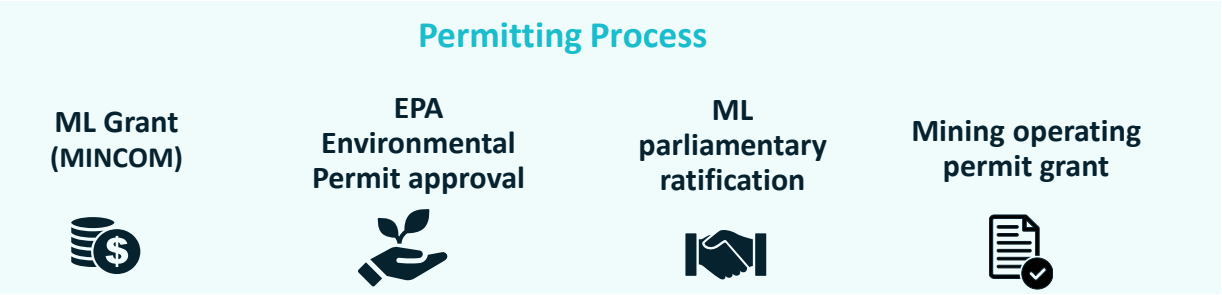 Permitting Process
ML Grant
(MINCOM)
EPA
Environmental
Permit approval
ML
parliamentary
ratification
Mining operating
permit grant
$